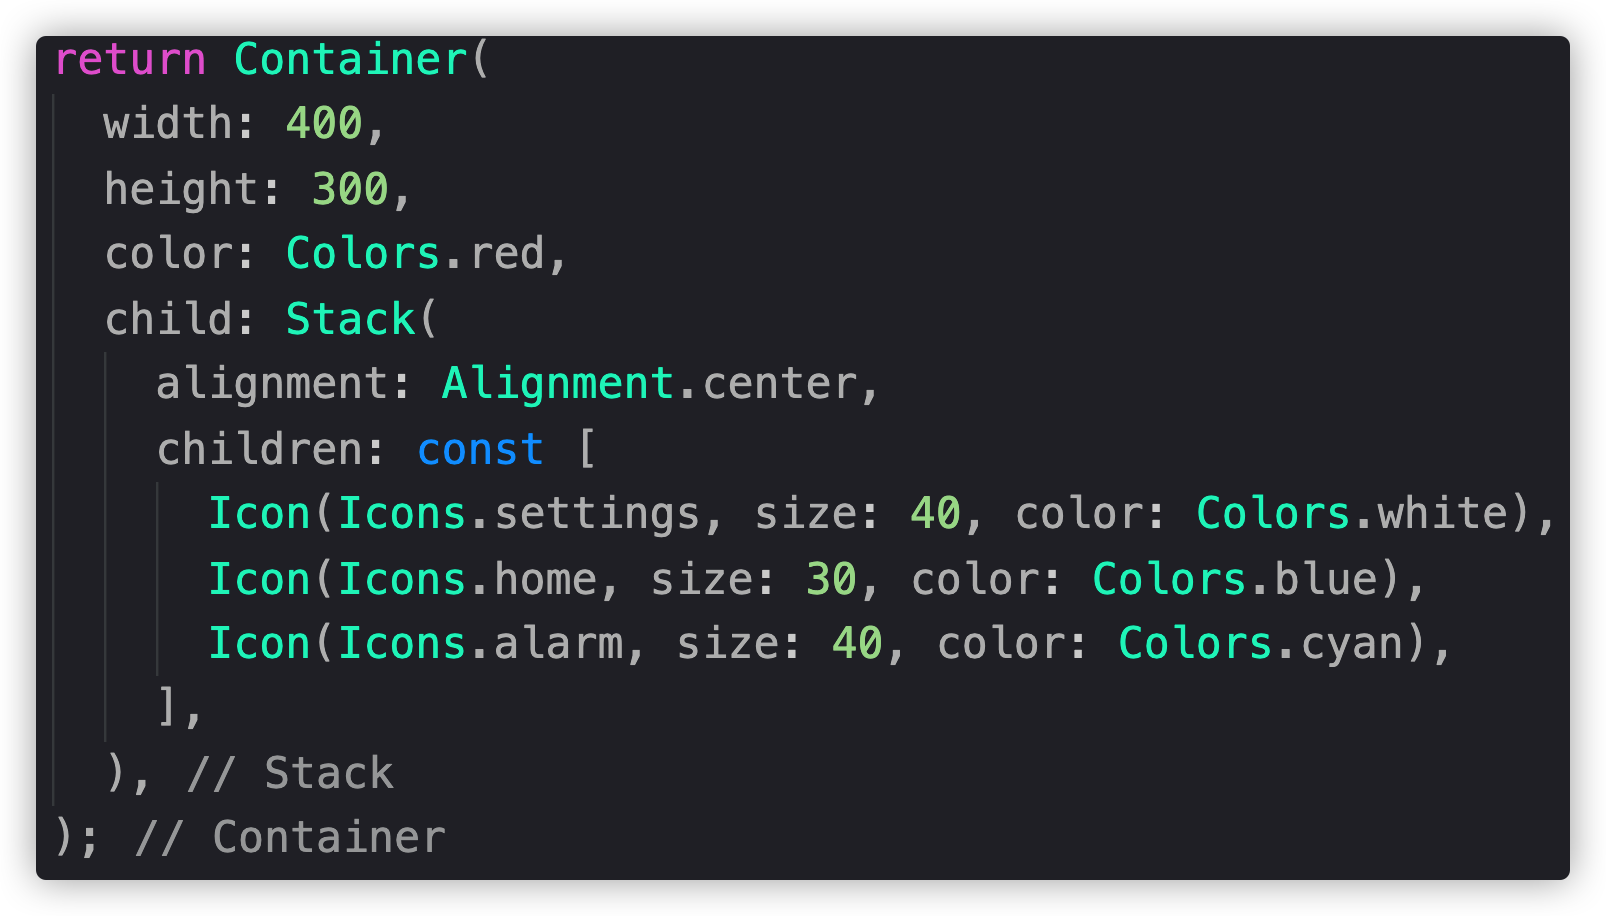 return Container(
  width: 400,
  height: 300,
  color: Colors.red,
  child: Stack(
    alignment: Alignment.center,
    children: const [
      Icon(Icons.settings, size: 40, color: Colors.white),
      Icon(Icons.home, size: 30, color: Colors.blue),
      Icon(Icons.alarm, size: 40, color: Colors.cyan),
    ],
  ), // Stack
); // Container